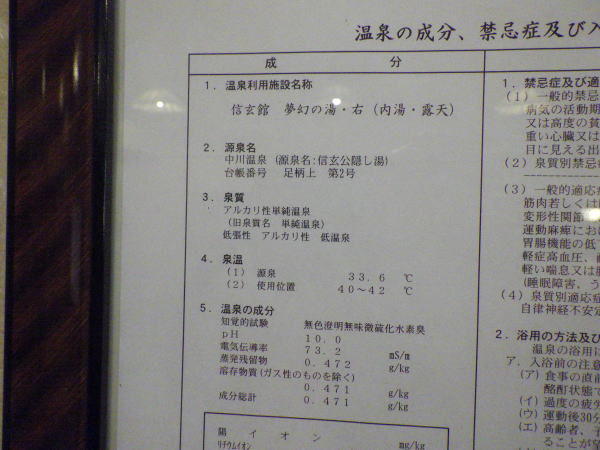 温泉の成分、禁忌症及び入
成　分
1．温泉利用施設名称
信玄館　夢幻の湯・右（内湯・露天）
2．源泉名
中川温泉（源泉名:信玄公隠し湯）
台帳番号　足柄上　第2号
3．泉質
アルカリ性単純温泉
（旧泉質名　単純温泉）
低張性　アルカリ性　低温泉
4．泉温
(1)　源泉　33.6　℃
(2)　使用位置　40～42　℃
5．温泉の成分
知覚的試験　無色澄明無味微硫化水素臭
pH　10.0
電気伝導率　73.2　mS/m
蒸発残留物　0.472　g/kg
溶存物質(ガス性のものを除く)
0.471　g/kg
成分総計　0.471　g/kg
陽イオン
リチウムイオン　mg/kg
1．禁忌症及び適
(1) 一般的禁忌
病気の活動期
又は高度の貧
重い心臓又は
目に見える出
(2) 泉質別禁忌
(3) 一般的適応
筋肉若しくは
変形性関節
運動麻痺にお
胃腸機能の低
軽症高血圧、
軽い喘息又は
(睡眠障害、う
(4) 泉質別適応症
自律神経不安定
2．浴用の方法及び
温泉の浴用は
ア．入浴前の注意
(ア) 食事の直前
酩酊状態で
(イ) 過度の疲労
(ウ) 運動後30分
(エ) 高齢者、子
ることが望